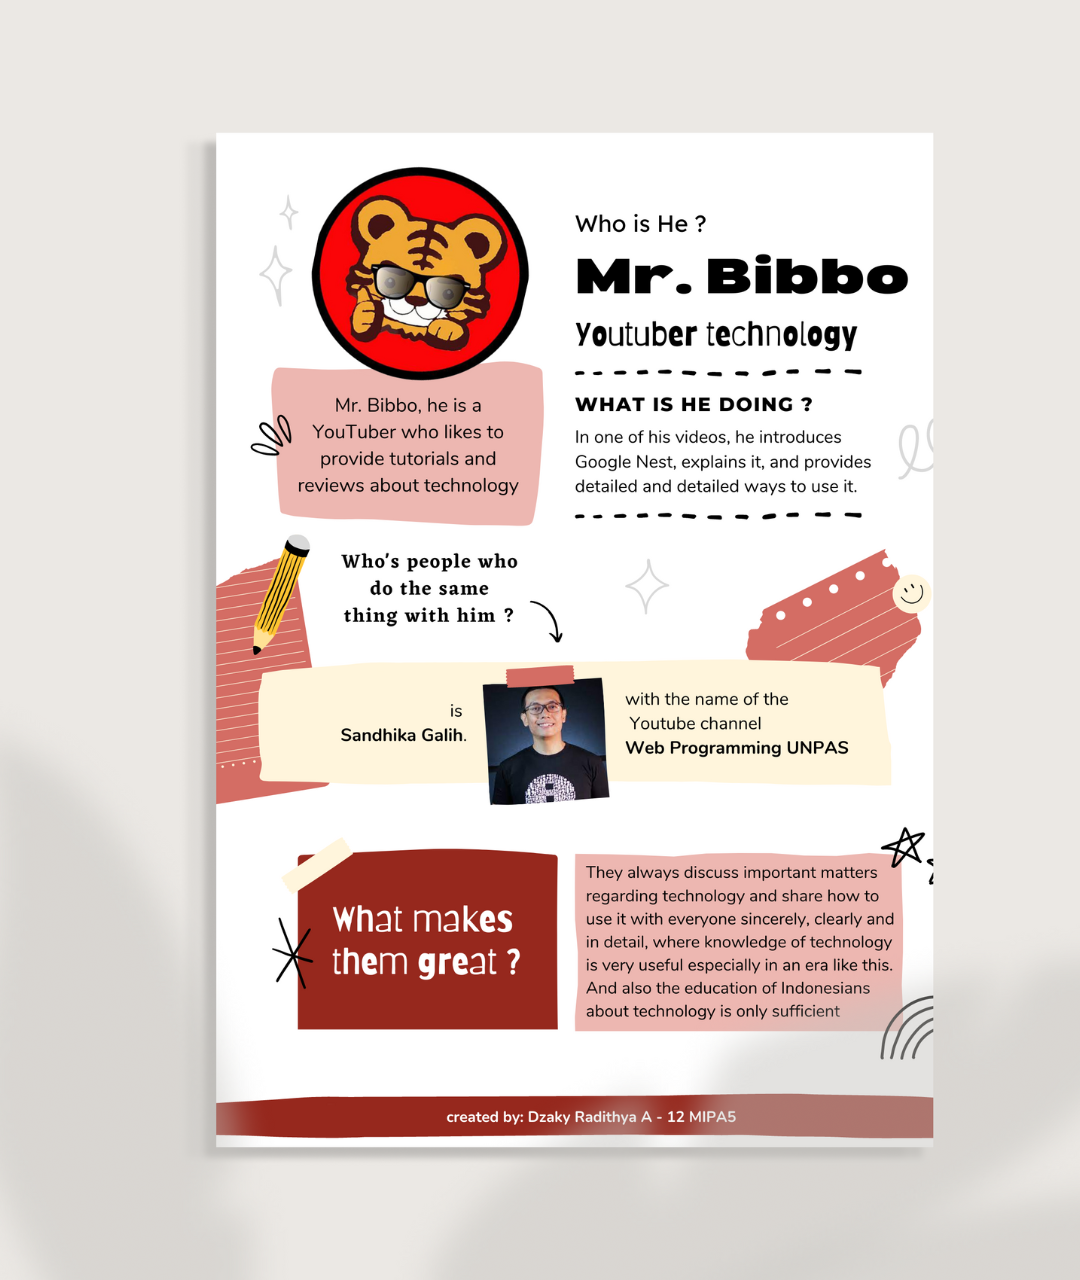 Who is He ?
Mr. Bibbo
Youtuber technology
Mr. Bibbo, he is a
YouTuber who likes to
provide tutorials and
reviews about technology
WHAT IS HE DOING ?
In one of his videos, he introduces
Google Nest, explains it, and provides
detailed and detailed ways to use it.
Who's people who
do the same
thing with him ?
is
Sandhika Galih.
with the name of the
Youtube channel
Web Programming UNPAS
What makes
them great ?
They always discuss important matters
regarding technology and share how to
use it with everyone sincerely, clearly and
in detail, where knowledge of technology
is very useful especially in an era like this.
And also the education of Indonesians
about technology is only sufficient
created by: Dzaky Radithya A - 12 MIPA5